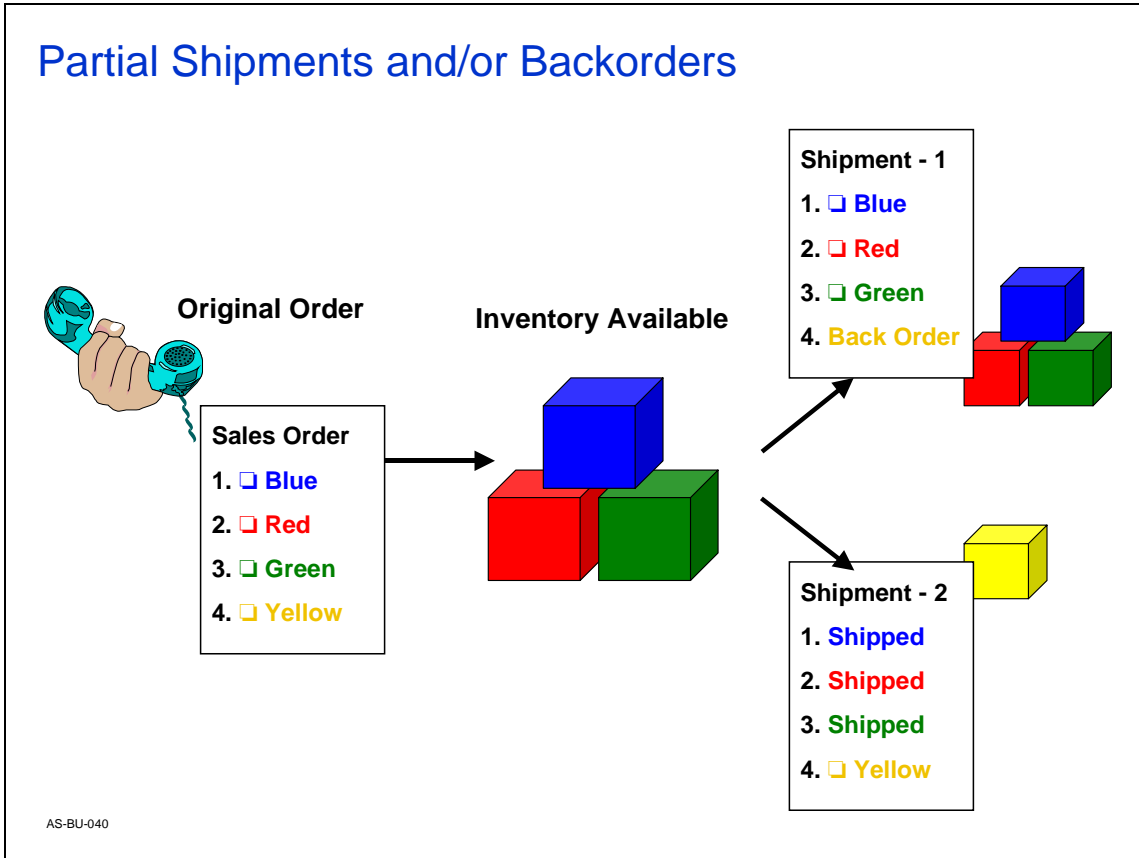 Partial Shipments and/or Backorders
Original Order
Sales Order
1. ❏ Blue
2. ❏ Red
3. ❏ Green
4. ❏ Yellow
Inventory Available
Shipment - 1
1. ❏ Blue
2. ❏ Red
3. ❏ Green
4. Back Order
Shipment - 2
1. Shipped
2. Shipped
3. Shipped
4. ❏ Yellow
AS-BU-040